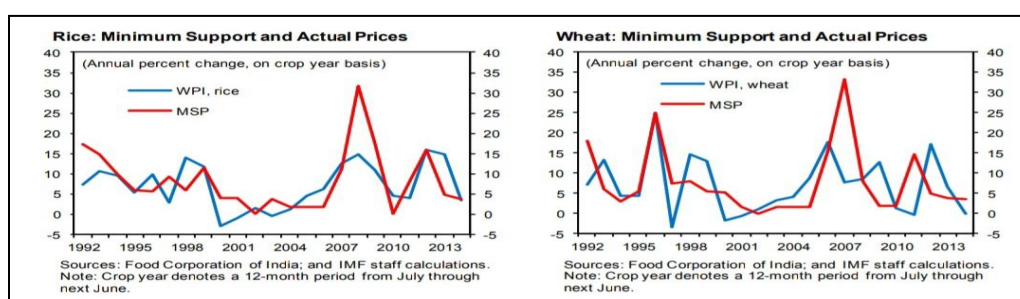 Rice: Minimum Support and Actual Prices
40 40
(Annual percent change, on crop year basis)
35 35
30 WPI, rice 30
25 MSP 25
20 20
15 15
10 10
5 5
0 0
-5 -5
1992 1995 1998 2001 2004 2007 2010 2013
Sources: Food Corporation of India; and IMF staff calculations.
Note: Crop year denotes a 12-month period from July through
next June.
Wheat: Minimum Support and Actual Prices
40 40
(Annual percent change, on crop year basis)
35 35
30 WPI, wheat 30
25 MSP 25
20 20
15 15
10 10
5 5
0 0
-5 -5
1992 1995 1998 2001 2004 2007 2010 2013
Sources: Food Corporation of India; and IMF staff calculations.
Note: Crop year denotes a 12-month period from July through
next June.